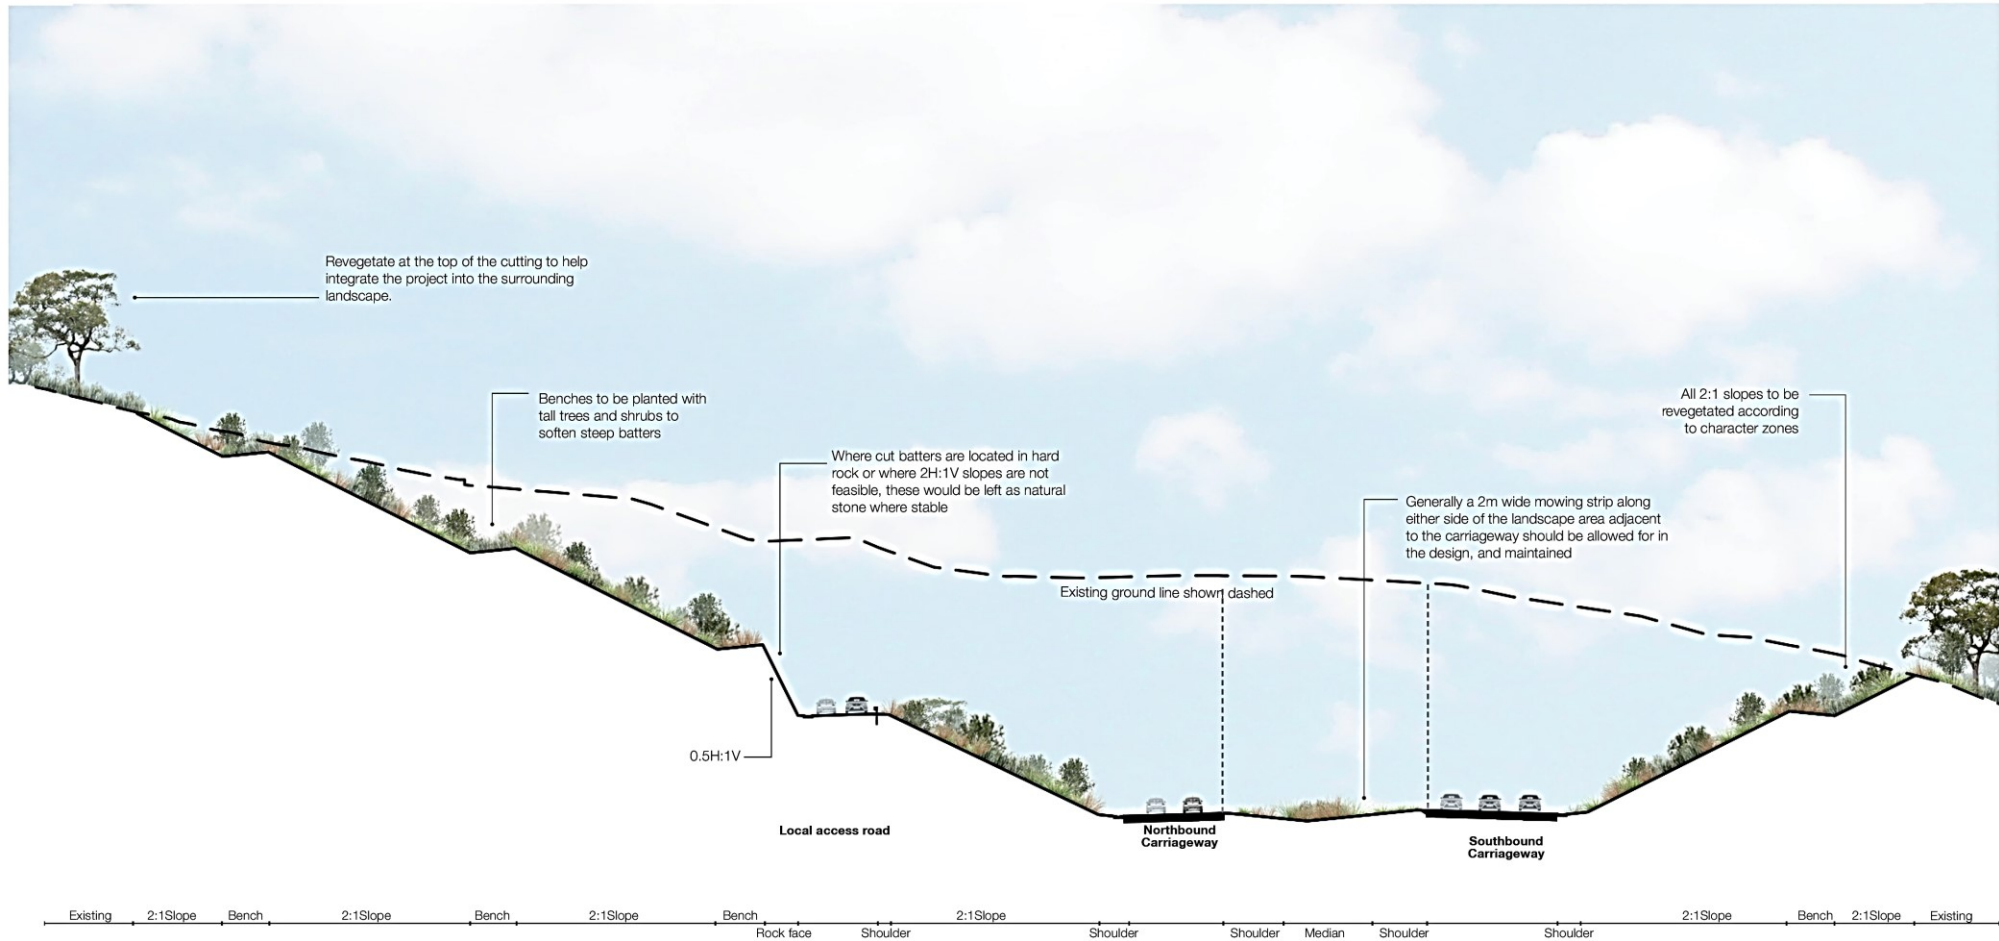 Revegetate at the top of the cutting to help
integrate the project into the surrounding
landscape.
Benches to be planted with
tall trees and shrubs to
soften steep batters
Where cut batters are located in hard
rock or where 2H:1V slopes are not
feasible, these would be left as natural
stone where stable
All 2:1 slopes to be
revegetated according
to character zones
Generally a 2m wide mowing strip along
either side of the landscape area adjacent
to the carriageway should be allowed for in
the design, and maintained
Existing ground line shown dashed
0.5H:1V
Local access road
Northbound
Carriageway
Southbound
Carriageway
Existing 2:1Slope Bench 2:1Slope Bench 2:1Slope Bench 2:1Slope 2:1Slope Bench 2:1Slope Existing
Rock face Shoulder Shoulder Shoulder Median Shoulder Shoulder